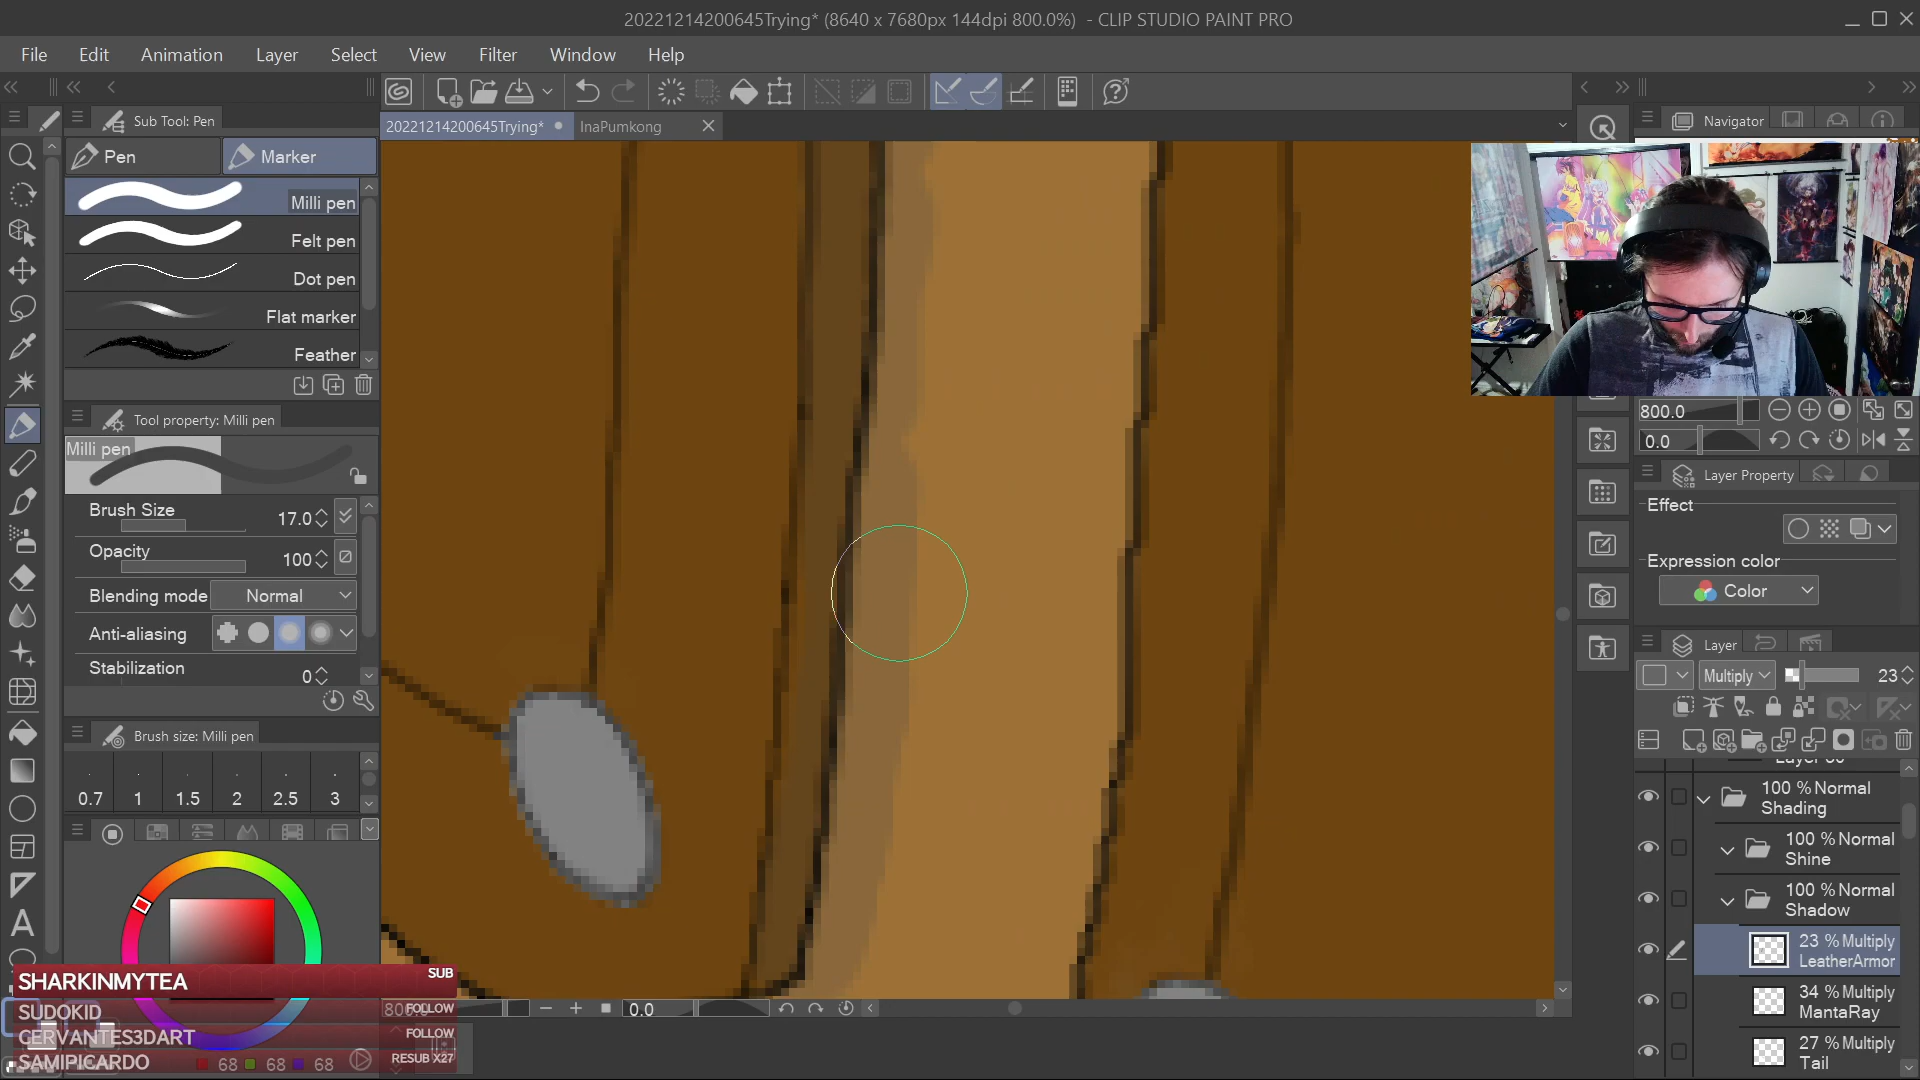 20221214200645Trying* (8640 x 7680px 144dpi 800.0%)  - CLIP STUDIO PAINT PRO
File Edit Animation Layer Select View Filter Window Help
Sub Tool: Pen
20221214200645Trying*
InaPumkong
Navigator
Pen
Marker
Milli pen
Felt pen
Dot pen
Flat marker
Feather
Tool property: Milli pen
Milli pen
Brush Size 17.0
Opacity 100
Blending mode Normal
Anti-aliasing
Stabilization 0
Brush size: Milli pen
0.7 1 1.5 2 2.5 3
800.0
0.0
Layer Property
Effect
Expression color
Color
Layer
Multiply 23
100 % Normal
Shading
100 % Normal
Shine
100 % Normal
Shadow
23 % Multiply
LeatherArmor
34 % Multiply
MantaRay
27 % Multiply
Tail
SHARKINMYTEA SUB
SUDOKID FOLLOW
CERVANTES3DART FOLLOW
SAMIPICARDO RESUB X27
68 68 68
0.0